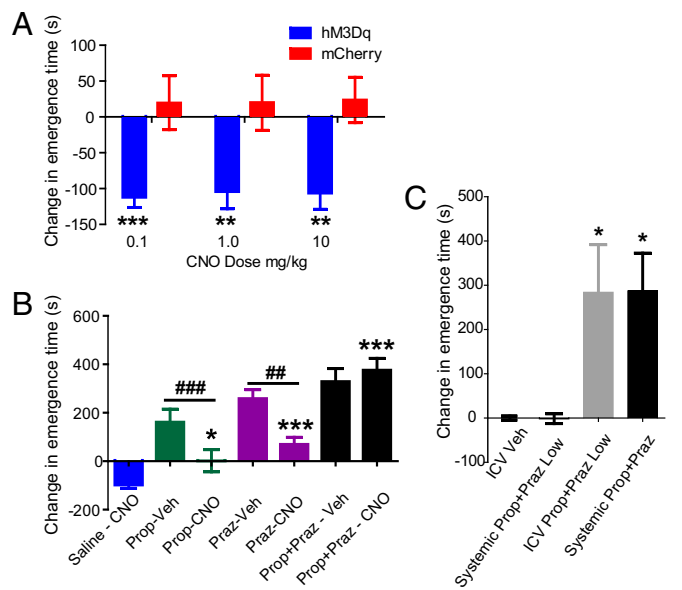 A
Change in emergence time (s)
100
50
0
-50
-100
-150
hM3Dq
mCherry
***
**
**
0.1
1.0
10
CNO Dose mg/kg
B
Change in emergence time (s)
600
400
200
0
-200
###
*
##
***
***
Saline - CNO
Prop-Veh
Prop-CNO
Praz-Veh
Praz-CNO
Prop+Praz - Veh
Prop+Praz - CNO
C
Change in emergence time (s)
500
400
300
200
100
0
-100
*
*
ICV Veh
Systemic Prop+Praz Low
ICV Prop+Praz Low
Systemic Prop+Praz